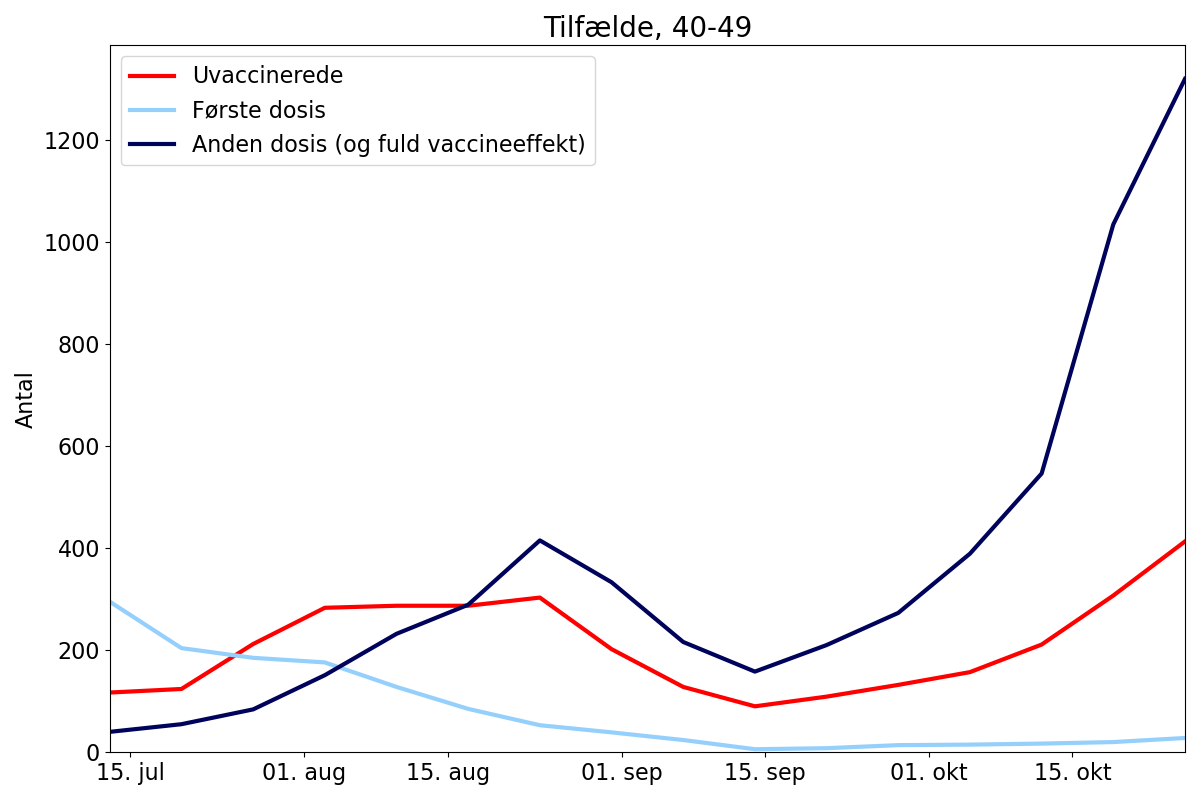 Tilfælde, 40-49
Uvaccinerede
Første dosis
Anden dosis (og fuld vaccineeffekt)
Antal
1200
1000
800
600
400
200
0
15. jul
01. aug
15. aug
01. sep
15. sep
01. okt
15. okt